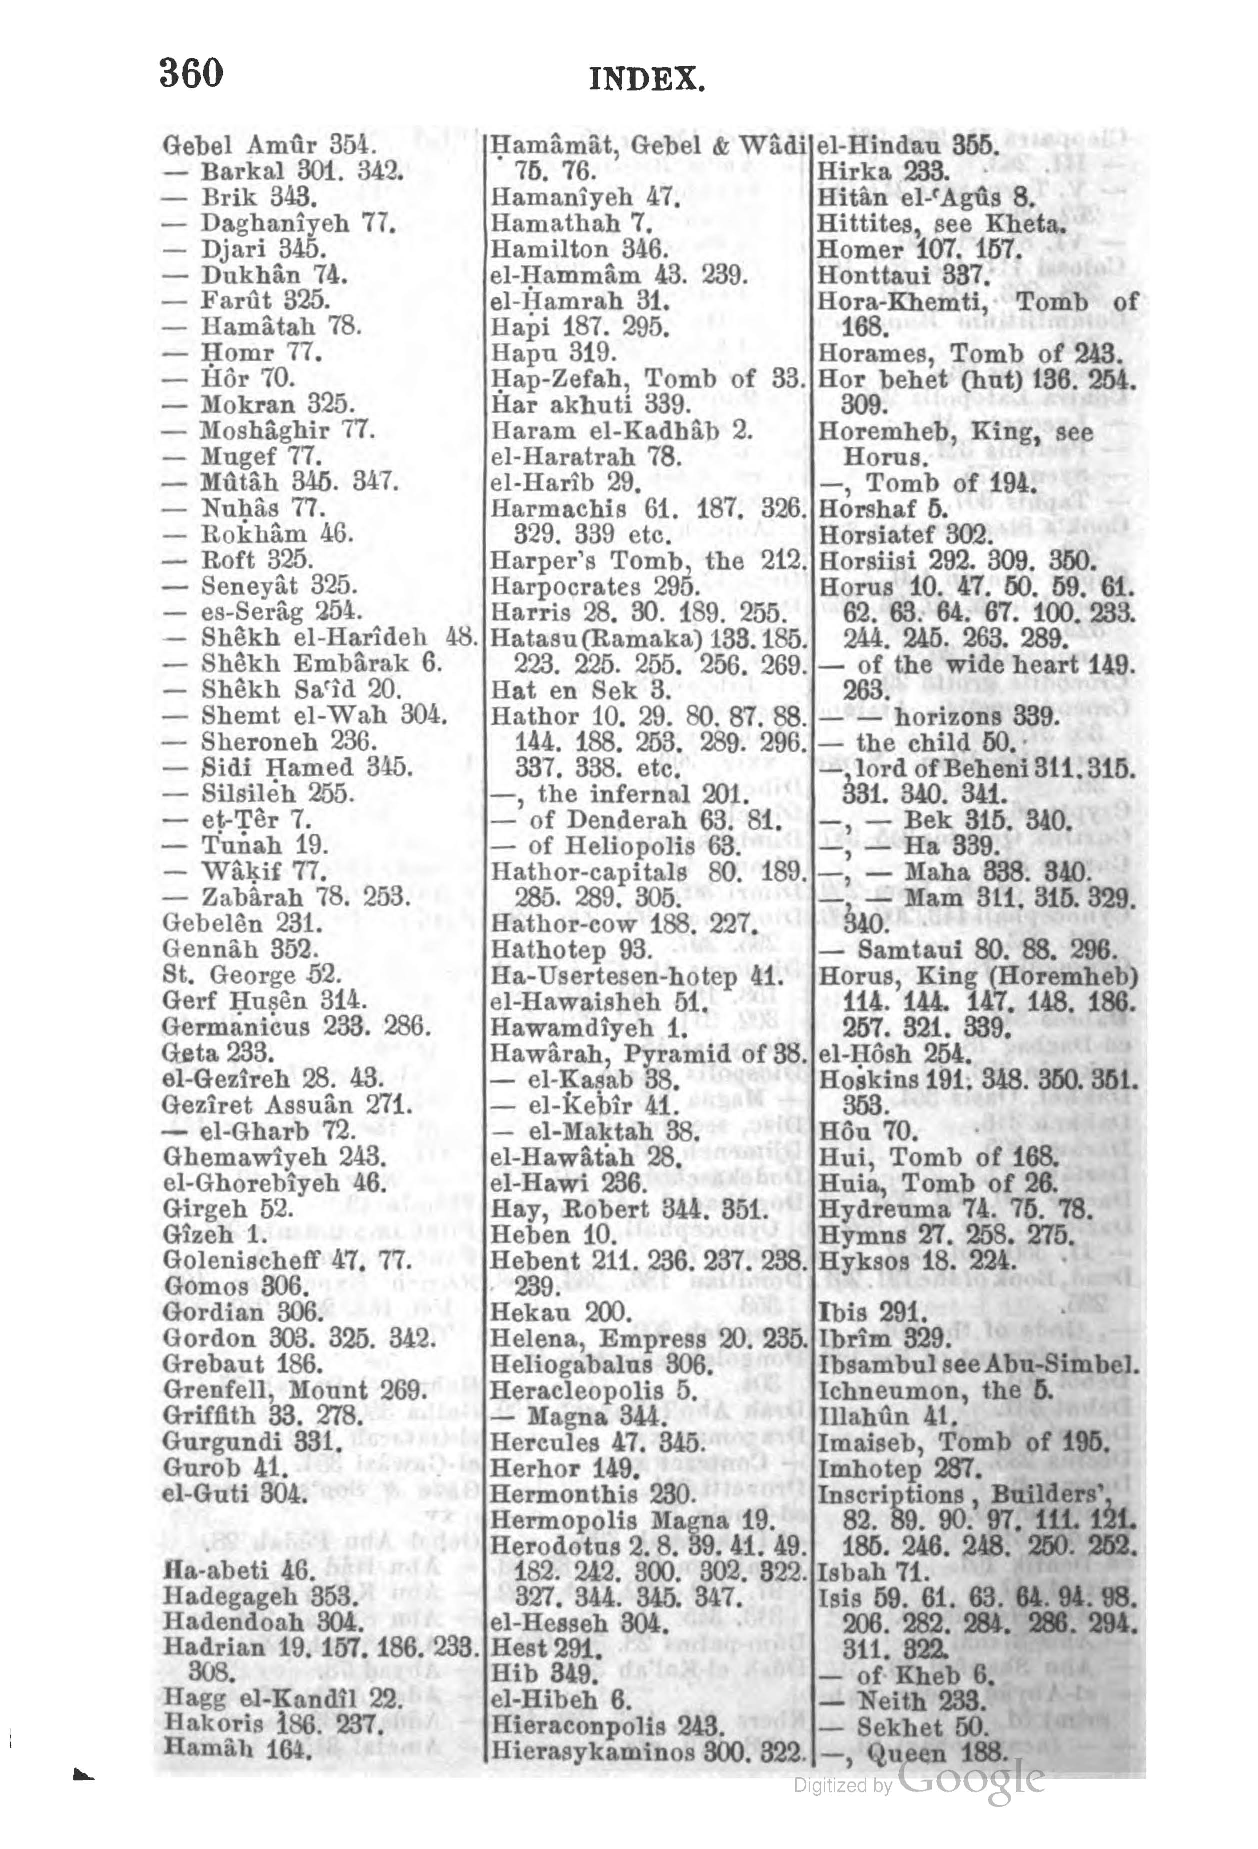 360
INDEX.
Gebel Amûr 354.
— Barkal 301. 342.
— Brik 343.
— Daghanîyeh 77.
— Djari 345.
— Dukhân 74.
— Farût 325.
— Hamâtah 78.
— Ḥomr 77.
— Hôr 70.
— Mokran 325.
— Moshâghir 77.
— Mugef 77.
— Mûtâh 345. 347.
— Nuḥâs 77.
— Rokhâm 46.
— Roft 325.
— Seneyât 325.
— es-Serâg 254.
— Shêkh el-Harîdeh 48.
— Shêkh Embârak 6.
— Shêkh Saʿîd 20.
— Shemt el-Wah 304.
— Sheroneh 236.
— Sidi Ḥamed 345.
— Silsileh 255.
— eṭ-Ṭêr 7.
— Tunah 19.
— Wâḳif 77.
— Zabârah 78. 253.
Gebelên 231.
Gennâh 352.
St. George 52.
Gerf Ḥuṣên 314.
Germanicus 233. 286.
Geta 233.
el-Gezîreh 28. 43.
Gezîret Assuân 271.
— el-Gharb 72.
Ghemawîyeh 243.
el-Ghorebîyeh 46.
Girgeh 52.
Gîzeh 1.
Golenischeff 47. 77.
Gomos 306.
Gordian 306.
Gordon 303. 325. 342.
Grebaut 186.
Grenfell, Mount 269.
Griffith 33. 278.
Gurgundi 331.
Gurob 41.
el-Guti 304.
Ha-abeti 46.
Hadegageh 353.
Hadendoah 304.
Hadrian 19. 157. 186. 233.
308.
Hagg el-Kandîl 22.
Hakoris 186. 237.
Hamâh 164.
Ḥamâmât, Gebel & Wâdi
75. 76.
Hamanîyeh 47.
Hamathah 7.
Hamilton 346.
el-Ḥammâm 43. 239.
el-Ḥamrah 31.
Hapi 187. 295.
Hapu 319.
Ḥap-Zefah, Tomb of 33.
Har akhuti 339.
Haram el-Kadhâb 2.
el-Haratrah 78.
el-Harîb 29.
Harmachis 61. 187. 326.
329. 339 etc.
Harper's Tomb, the 212.
Harpocrates 295.
Harris 28. 30. 189. 255.
Hatasu (Ramaka) 133. 185.
223. 225. 255. 256. 269.
Hat en Sek 3.
Hathor 10. 29. 80. 87. 88.
144. 188. 253. 289. 296.
337. 338. etc.
—, the infernal 201.
— of Denderah 63. 81.
— of Heliopolis 63.
Hathor-capitals 80. 189.
285. 289. 305.
Hathor-cow 188. 227.
Hathotep 93.
Ha-Usertesen-hotep 41.
el-Hawaisheh 51.
Hawamdîyeh 1.
Hawârah, Pyramid of 38.
— el-Kaṣab 38.
— el-Ḳebîr 41.
— el-Maḳtah 38.
el-Hawâtah 28.
el-Hawi 236.
Hay, Robert 344. 351.
Heben 10.
Hebent 211. 236. 237. 238.
239.
Hekau 200.
Helena, Empress 20. 235.
Heliogabalus 306.
Heracleopolis 5.
— Magna 344.
Hercules 47. 345.
Herhor 149.
Hermonthis 230.
Hermopolis Magna 19.
Herodotus 2. 8. 39. 41. 49.
182. 242. 300. 302. 322.
327. 344. 345. 347.
el-Hesseh 304.
Hest 291.
Hib 349.
el-Hibeh 6.
Hieraconpolis 243.
Hierasykaminos 300. 322.
el-Hindau 355.
Hirka 233.
Hitân el-ʿAgûs 8.
Hittites, see Kheta.
Homer 107. 157.
Honttaui 337.
Hora-Khemti, Tomb of
168.
Horames, Tomb of 243.
Hor behet (hut) 136. 254.
309.
Horemheb, King, see
Horus.
—, Tomb of 194.
Horshaf 5.
Horsiatef 302.
Horsiisi 292. 309. 350.
Horus 10. 47. 50. 59. 61.
62. 63. 64. 67. 100. 233.
244. 245. 263. 289.
— of the wide heart 149.
263.
— — horizons 339.
— the child 50.
—, lord of Beheni 311. 315.
331. 340. 341.
—, — Bek 315. 340.
—, — Ha 339.
—, — Maha 338. 340.
—, — Mam 311. 315. 329.
340.
— Samtaui 80. 88. 296.
Horus, King (Horemheb)
114. 144. 147. 148. 186.
257. 321. 339.
el-Ḥôsh 254.
Hoskins 191. 348. 350. 351.
353.
Hôu 70.
Hui, Tomb of 168.
Huia, Tomb of 26.
Hydreuma 74. 75. 78.
Hymns 27. 258. 275.
Hyksos 18. 224.
Ibis 291.
Ibrîm 329.
Ibsambul see Abu-Simbel.
Ichneumon, the 5.
Illahûn 41.
Imaiseb, Tomb of 195.
Imhotep 287.
Inscriptions, Builders',
82. 89. 90. 97. 111. 121.
185. 246. 248. 250. 252.
Isbah 71.
Isis 59. 61. 63. 64. 94. 98.
206. 282. 284. 286. 294.
311. 322.
— of Kheb 6.
— Neith 233.
— Sekhet 50.
—, Queen 188.
Digitized by Google